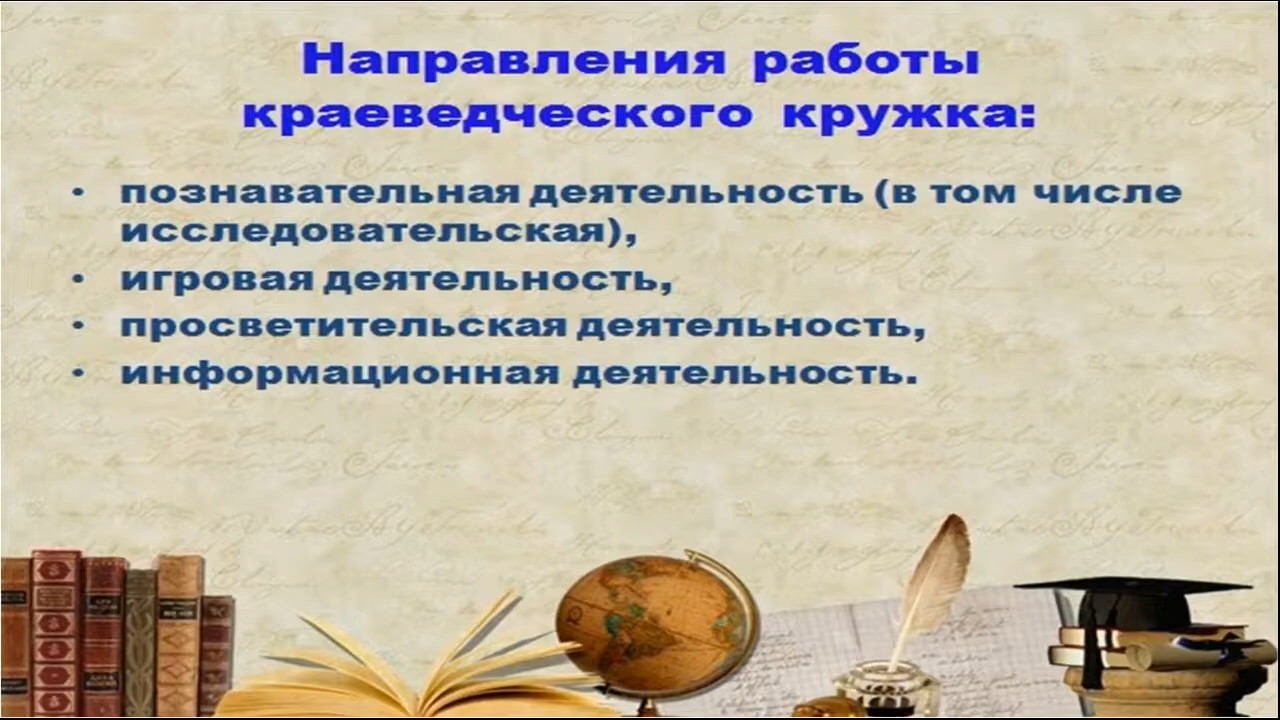 Направления работы
краеведческого кружка:
• познавательная деятельность (в том числе
исследовательская),
• игровая деятельность,
• просветительская деятельность,
• информационная деятельность.